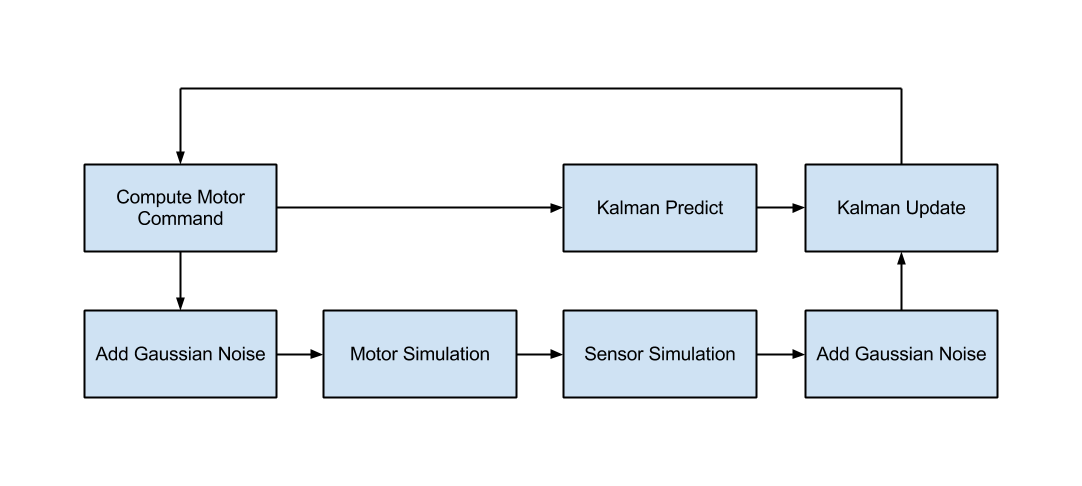 Compute Motor
Command
Kalman Predict
Kalman Update
Add Gaussian Noise
Motor Simulation
Sensor Simulation
Add Gaussian Noise